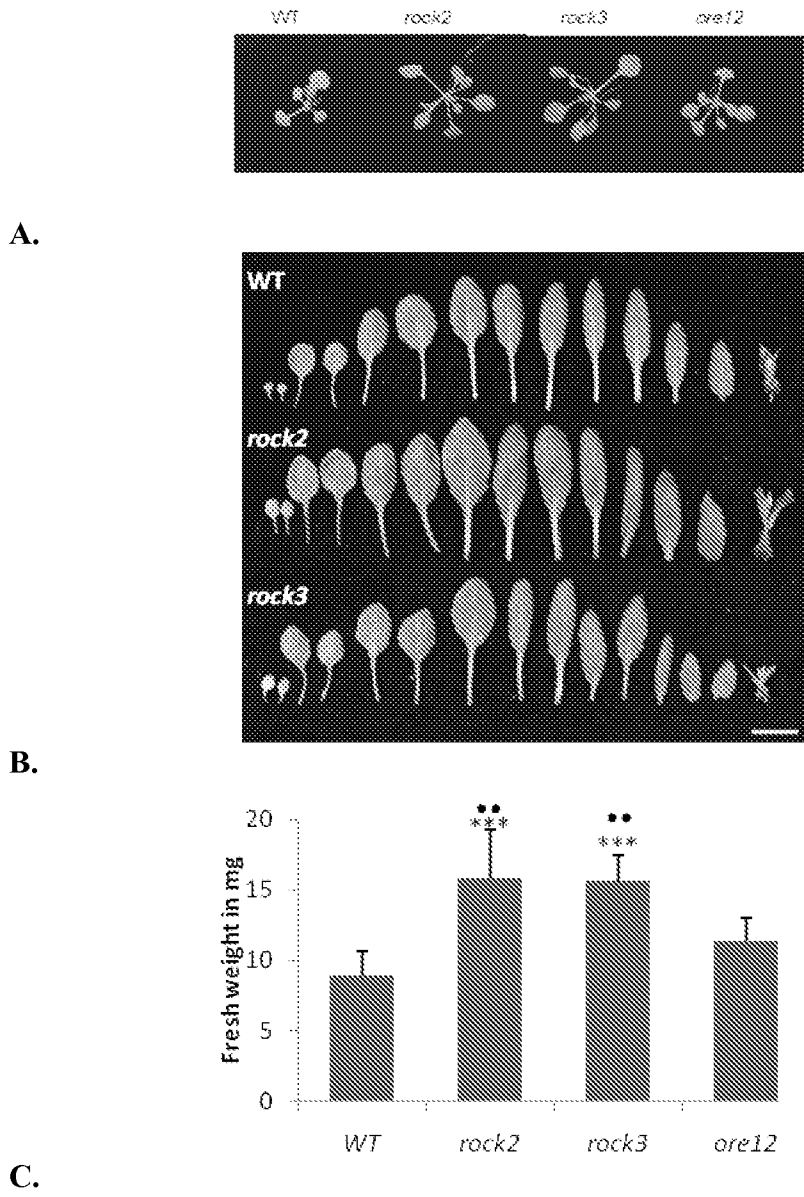 WT rock2 rock3 ore12
A.
WT
rock2
rock3
B.
Fresh weight in mg
20
15
10
5
0
•• ***
•• ***
WT rock2 rock3 ore12
C.